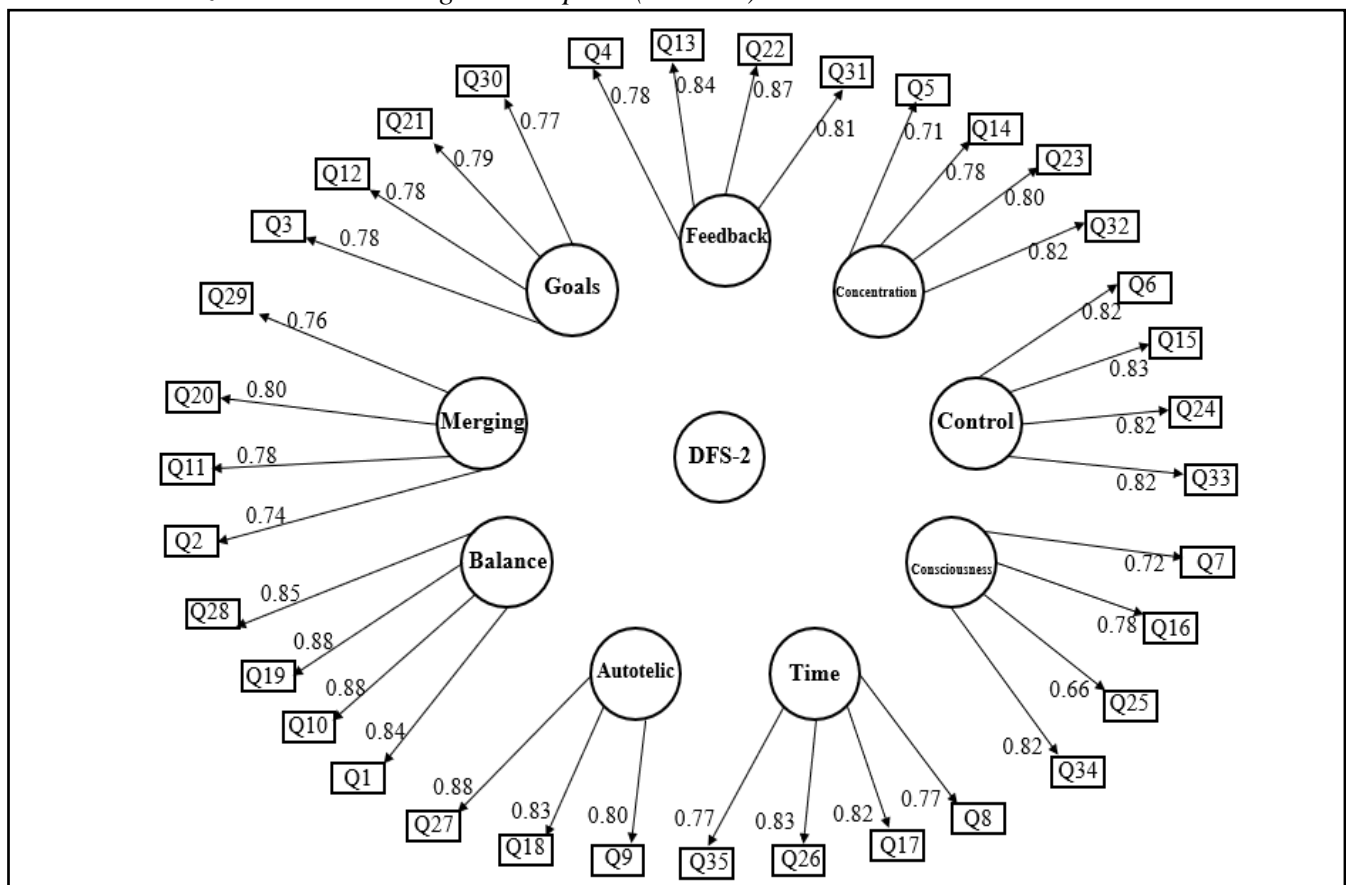 Q4
Q13
Q22
Q31
0.78
0.84
0.87
0.81
Feedback
Q5
Q14
Q23
Q32
0.71
0.78
0.80
0.82
Concentration
Q6
Q15
Q24
Q33
0.82
0.83
0.82
0.82
Control
Q7
Q16
Q25
Q34
0.72
0.78
0.66
0.82
Consciousness
Q8
Q17
Q26
Q35
0.77
0.82
0.83
0.77
Time
Q9
Q18
Q27
0.80
0.83
0.88
Autotelic
Q1
Q10
Q19
Q28
0.84
0.88
0.88
0.85
Balance
Q2
Q11
Q20
Q29
0.74
0.78
0.80
0.76
Merging
Q3
Q12
Q21
Q30
0.78
0.78
0.79
0.77
Goals
DFS-2